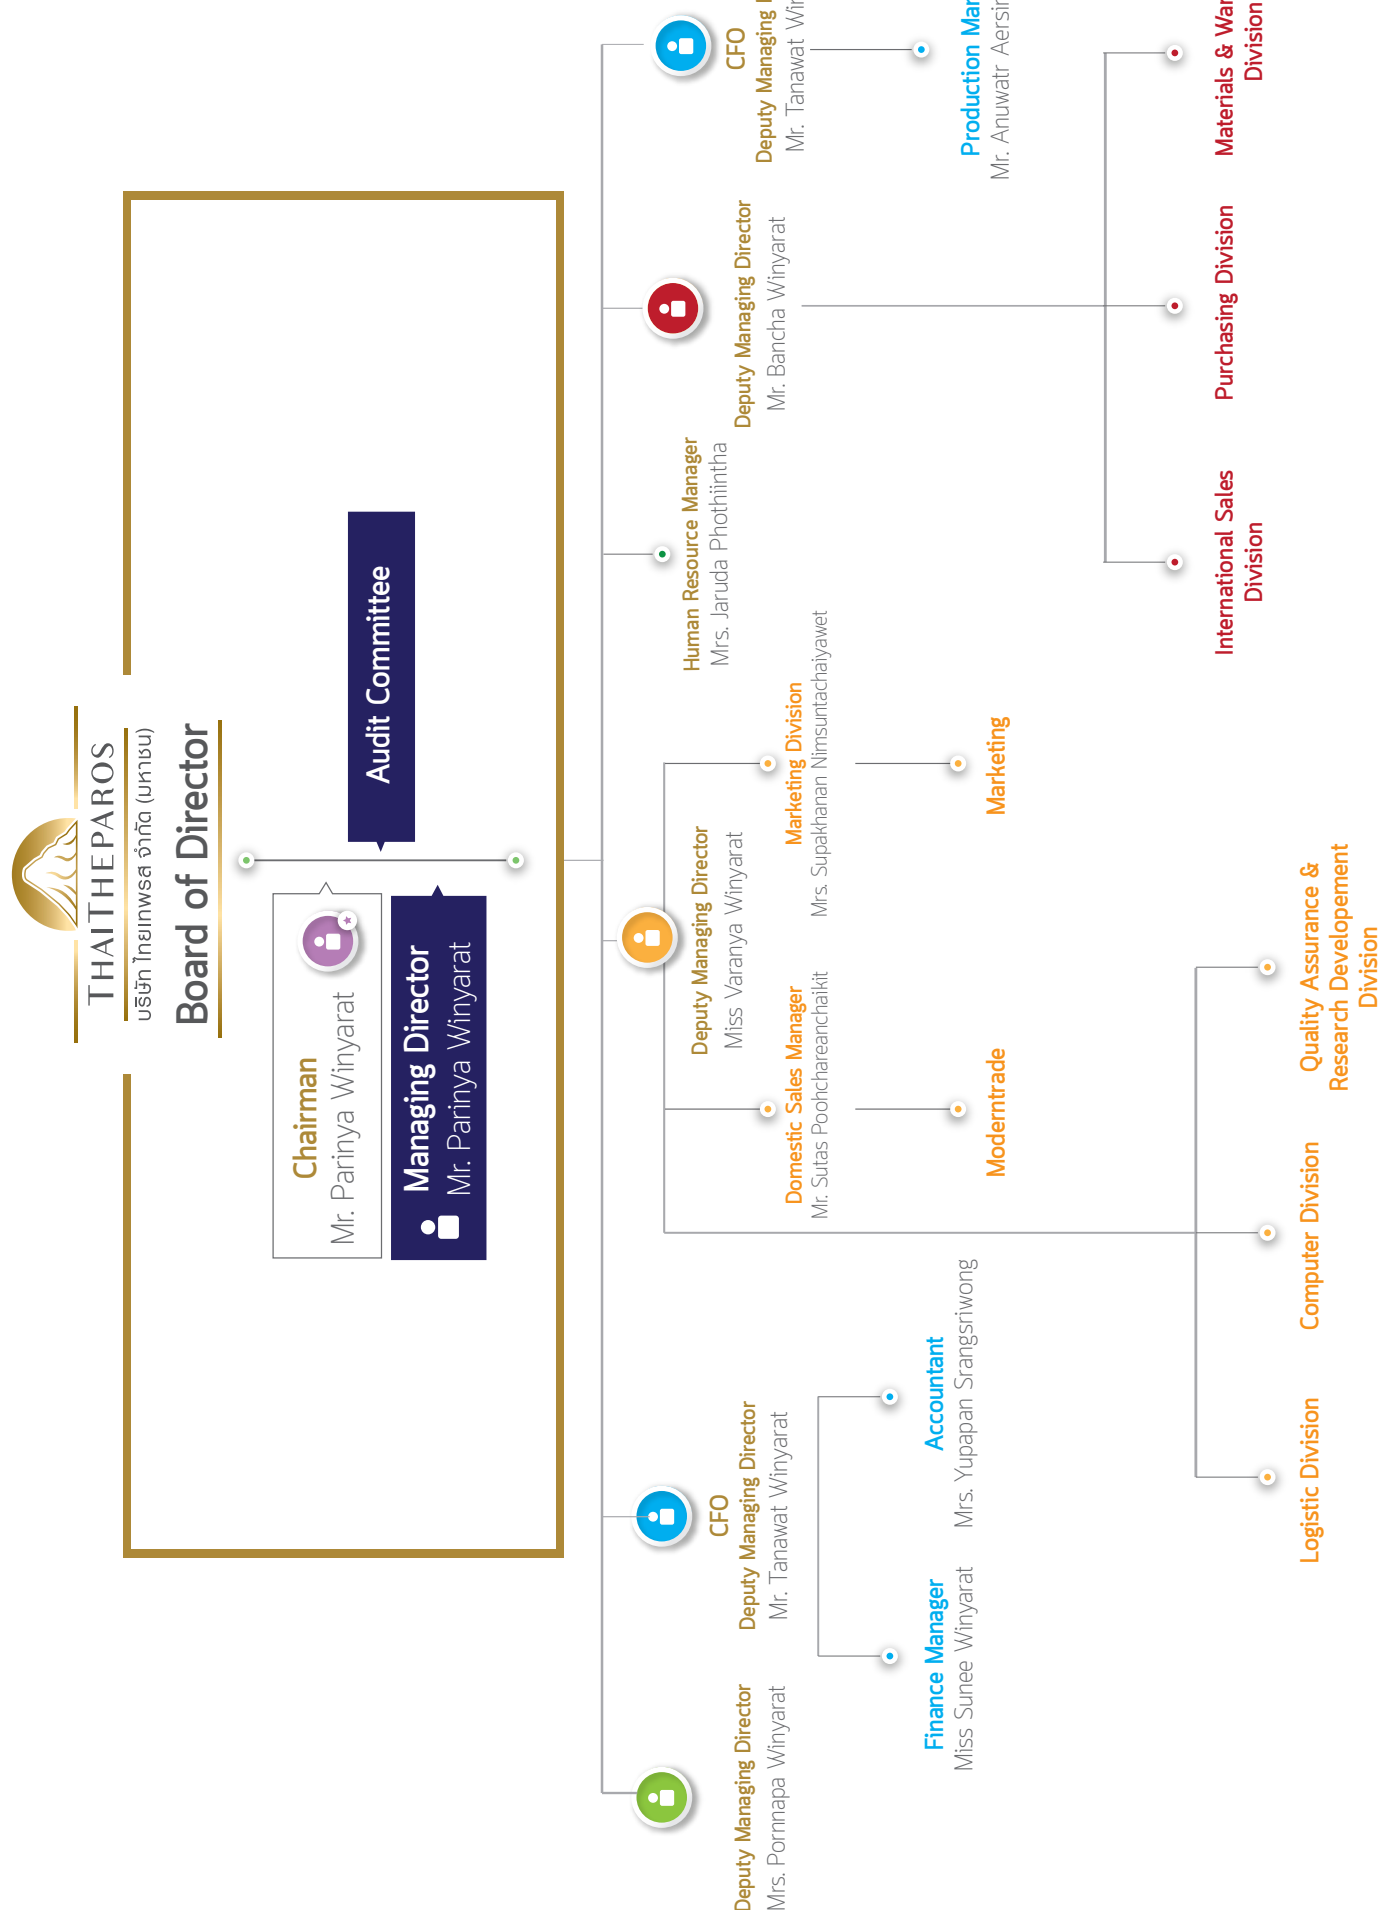 THAITHEPAROS
บริษัท ไทยเทพรส จำกัด (มหาชน)
Board of Director
Chairman
Mr. Parinya Winyarat
Audit Committee
Managing Director
Mr. Parinya Winyarat
Deputy Managing Director
Mrs. Pornnapa Winyarat
CFO
Deputy Managing Director
Mr. Tanawat Winyarat
Finance Manager
Miss Sunee Winyarat
Accountant
Mrs. Yupapan Srangsriwong
Deputy Managing Director
Miss Varanya Winyarat
Domestic Sales Manager
Mr. Sutas Poohchareanchaikit
Moderntrade
Marketing Division
Mrs. Supakhanan Nimsuntachaiyawet
Marketing
Logistic Division
Computer Division
Quality Assurance &
Research Developement
Division
Human Resource Manager
Mrs. Jaruda Phothiintha
Deputy Managing Director
Mr. Bancha Winyarat
International Sales
Division
Purchasing Division
Materials &
Division
CFO
Deputy Managing
Mr. Tanawat
Production
Mr. Anuwatr